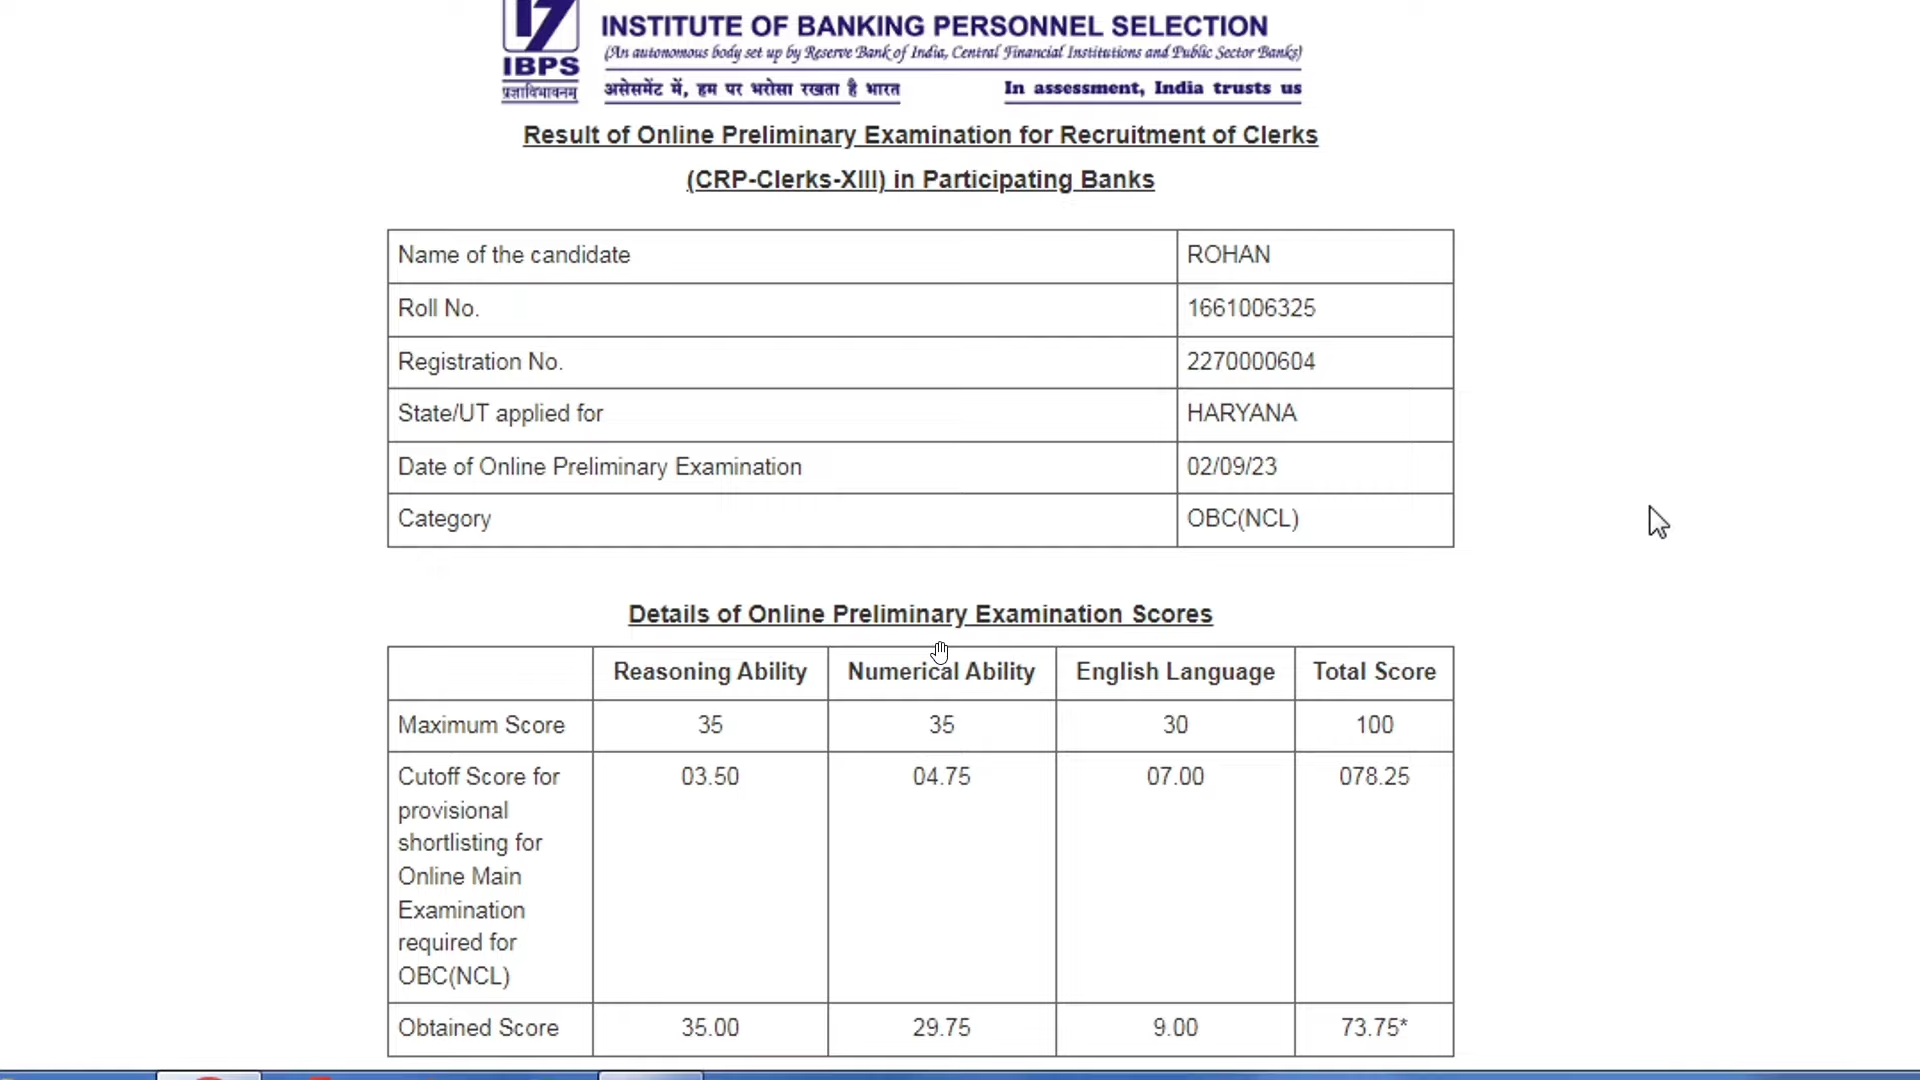 IBPS
प्रज्ञाविभावनम्
INSTITUTE OF BANKING PERSONNEL SELECTION
(An autonomous body set up by Reserve Bank of India, Central Financial Institutions and Public Sector Banks)
असेसमेंट में, हम पर भरोसा रखता है भारत In assessment, India trusts us
Result of Online Preliminary Examination for Recruitment of Clerks
(CRP-Clerks-XIII) in Participating Banks
Name of the candidate ROHAN
Roll No. 1661006325
Registration No. 2270000604
State/UT applied for HARYANA
Date of Online Preliminary Examination 02/09/23
Category OBC(NCL)
Details of Online Preliminary Examination Scores
Reasoning Ability Numerical Ability English Language Total Score
Maximum Score 35 35 30 100
Cutoff Score for 03.50 04.75 07.00 078.25
provisional
shortlisting for
Online Main
Examination
required for
OBC(NCL)
Obtained Score 35.00 29.75 9.00 73.75*